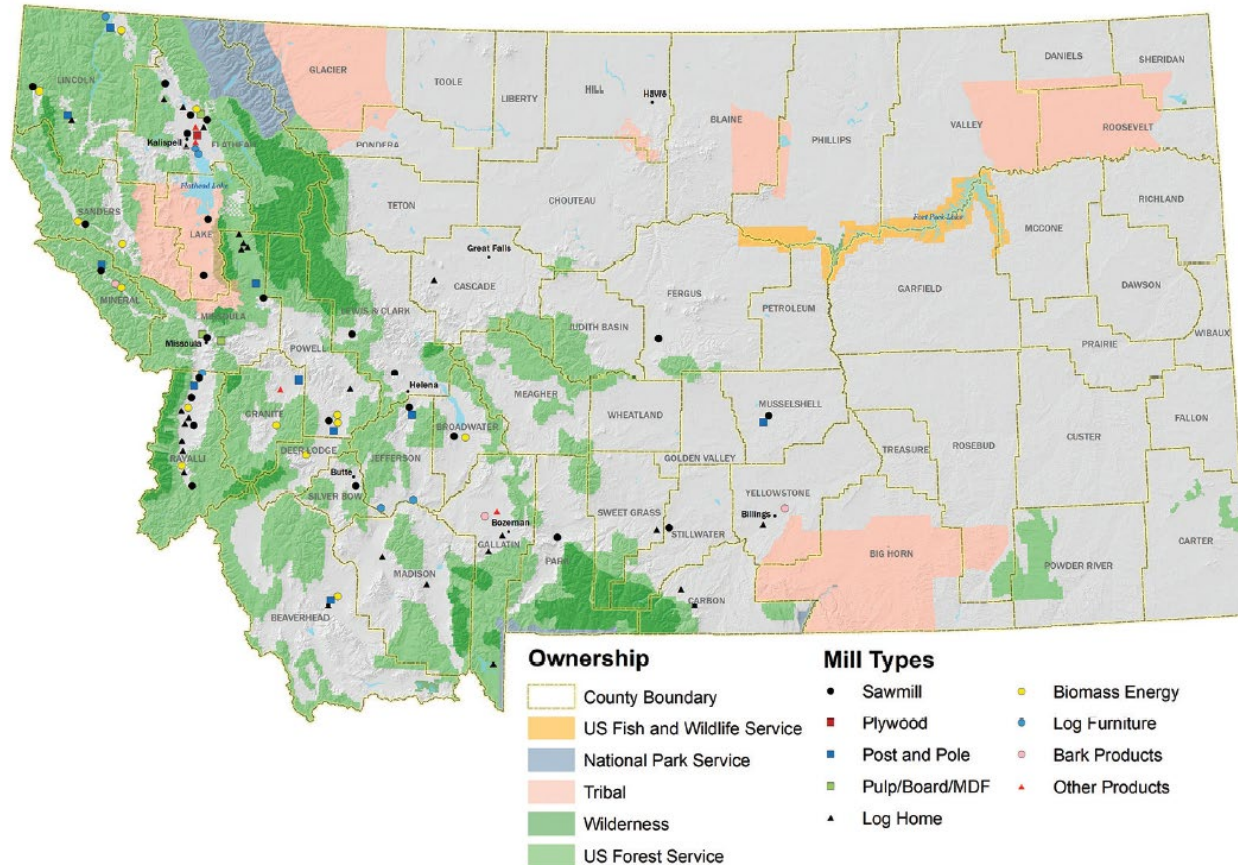 DANIELS
SHERIDAN
GLACIER
TOOLE
LIBERTY
HILL
Havre
BLAINE
PHILLIPS
VALLEY
ROOSEVELT
LINCOLN
Kalispell
FLATHEAD
PONDERA
Flathead Lake
TETON
CHOUTEAU
Fort Peck Lake
MCCONE
RICHLAND
SANDERS
LAKE
Great Falls
CASCADE
FERGUS
PETROLEUM
GARFIELD
DAWSON
WIBAUX
MINERAL
MISSOULA
Missoula
LEWIS & CLARK
POWELL
JUDITH BASIN
PRAIRIE
Helena
MEAGHER
WHEATLAND
MUSSELSHELL
FALLON
GRANITE
BROADWATER
TREASURE
ROSEBUD
CUSTER
RAVALLI
DEER LODGE
JEFFERSON
GOLDEN VALLEY
Butte
SILVER BOW
SWEET GRASS
YELLOWSTONE
Billings
Bozeman
GALLATIN
PARK
STILLWATER
BIG HORN
POWDER RIVER
CARTER
MADISON
CARBON
BEAVERHEAD
Ownership
County Boundary
US Fish and Wildlife Service
National Park Service
Tribal
Wilderness
US Forest Service
Mill Types
Sawmill
Plywood
Post and Pole
Pulp/Board/MDF
Log Home
Biomass Energy
Log Furniture
Bark Products
Other Products